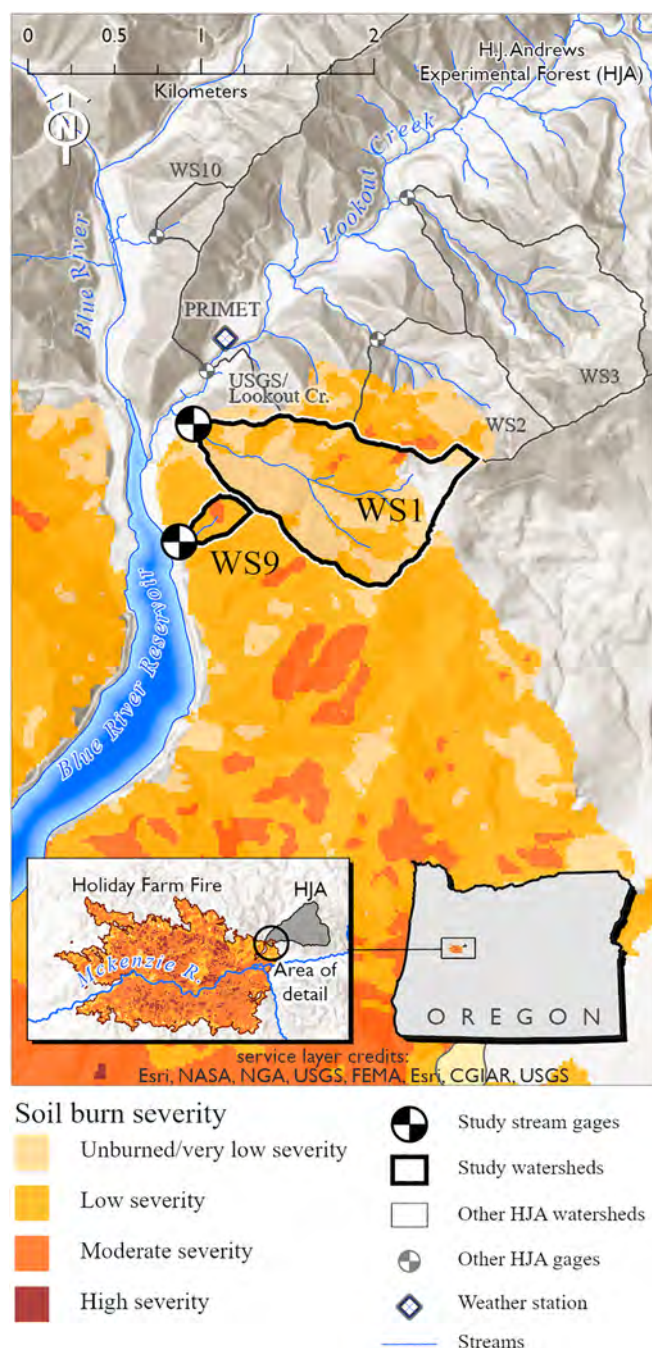 0 0.5 1 2
Kilometers
H.J. Andrews
Experimental Forest (HJA)
N
WS10
Lookout Creek
Blue River
PRIMET
USGS/
Lookout Cr.
WS3
WS2
WS1
WS9
Blue River Reservoir
Holiday Farm Fire
HJA
Mckenzie R.
Area of
detail
OREGON
service layer credits:
Esri, NASA, NGA, USGS, FEMA, Esri, CGIAR, USGS
Soil burn severity
Unburned/very low severity
Low severity
Moderate severity
High severity
Study stream gages
Study watersheds
Other HJA watersheds
Other HJA gages
Weather station
Streams